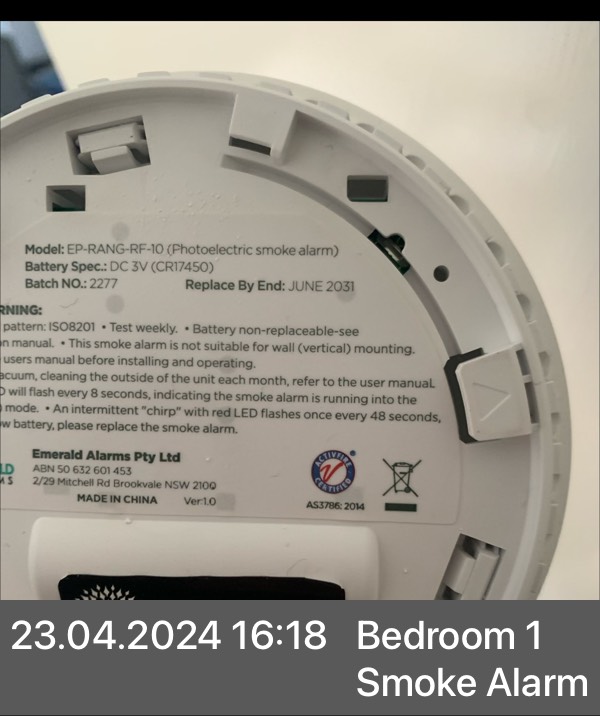 Model: EP-RANG-RF-10 (Photoelectric smoke alarm)
Battery Spec.: DC 3V (CR17450)
Batch NO.: 2277 Replace By End: JUNE 2031
RNING:
pattern: ISO8201 • Test weekly. • Battery non-replaceable-see
n manual. • This smoke alarm is not suitable for wall (vertical) mounting.
users manual before installing and operating.
acuum, cleaning the outside of the unit each month, refer to the user manual.
D will flash every 8 seconds, indicating the smoke alarm is running into the
mode. • An intermittent "chirp" with red LED flashes once every 48 seconds,
w battery, please replace the smoke alarm.
Emerald Alarms Pty Ltd
LD ABN 50 632 601 453
MS 2/29 Mitchell Rd Brookvale NSW 2100
MADE IN CHINA Ver:1.0
ACTIVFIRE
CERTIFIED
AS3786: 2014
23.04.2024 16:18 Bedroom 1
Smoke Alarm